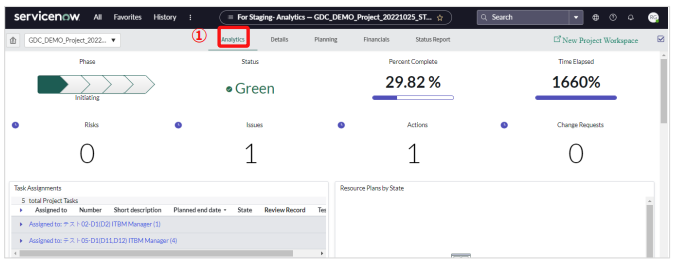 servicenow All Favorites History For Staging- Analytics – GDC_DEMO_Project_20221025_ST... Search RG
GDC_DEMO_Project_2022... ① Analytics Details Planning Financials Status Report New Project Workspace
Phase Status Percent Complete Time Elapsed
Initiating Green 29.82 % 1660%
Risks Issues Actions Change Requests
0 1 1 0
Task Assignments Resource Plans by State
5 total Project Tasks
Assigned to Number Short description Planned end date State Review Record
Assigned to: テスト02-D1(D2) ITBM Manager (1)
Assigned to: テスト05-D1(D11,D12) ITBM Manager (4)